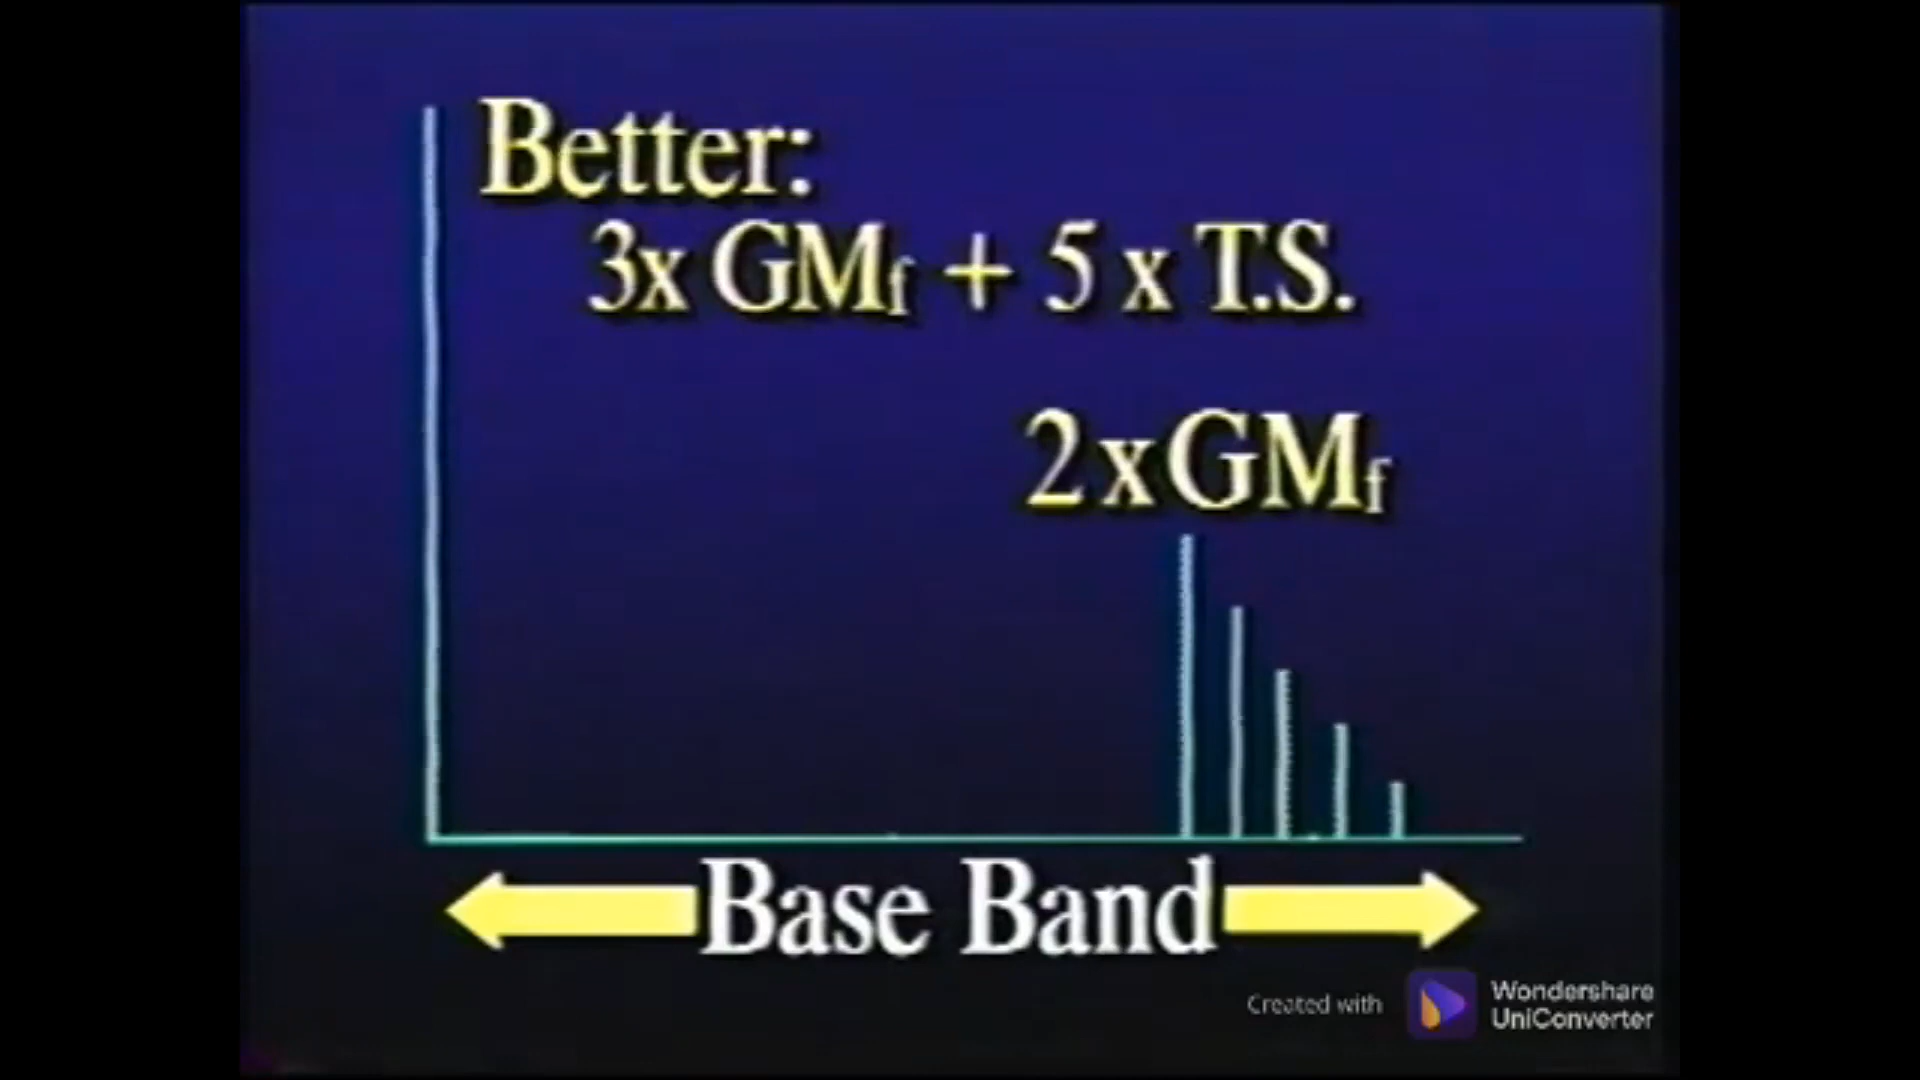 Better:
3x GMf + 5 x T.S.
2xGMf
Base Band
Created with
Wondershare
UniConverter